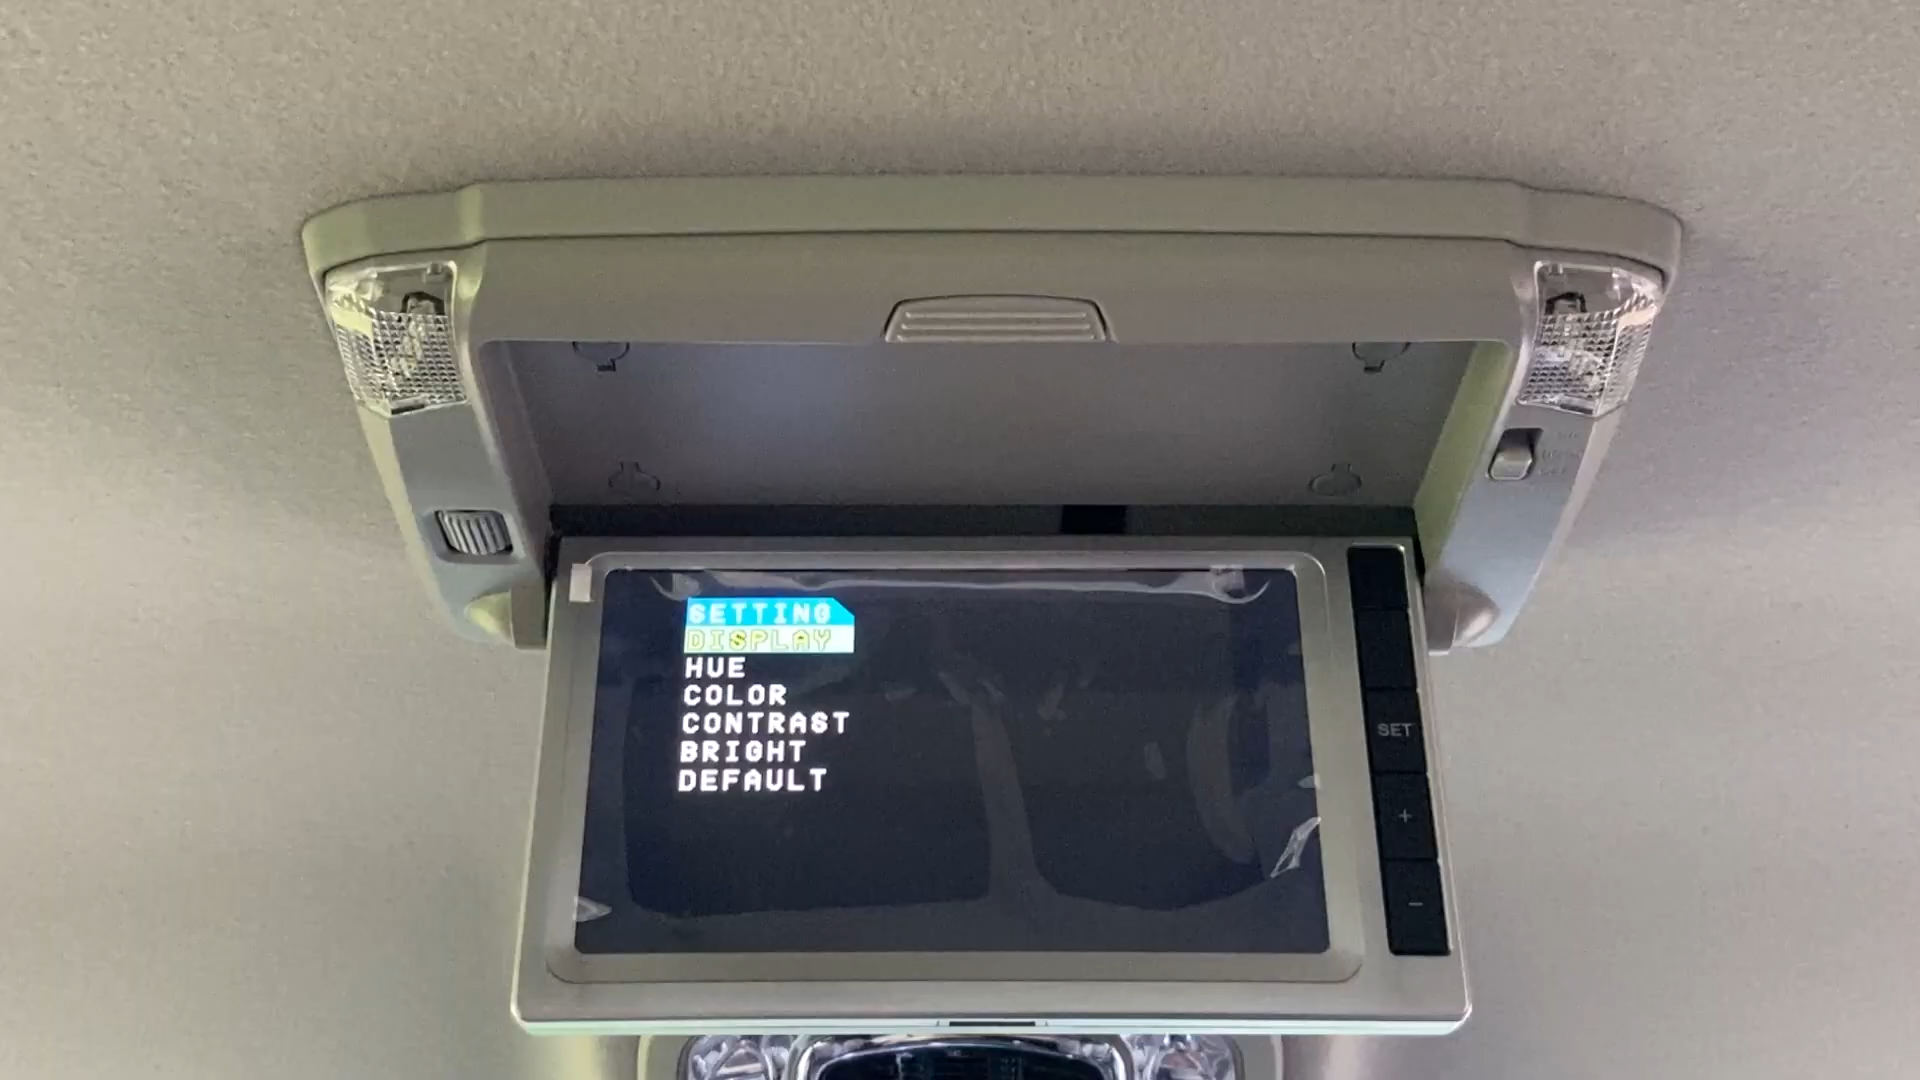 SETTING
DISPLAY
HUE
COLOR
CONTRAST
BRIGHT
DEFAULT
SET
+
-